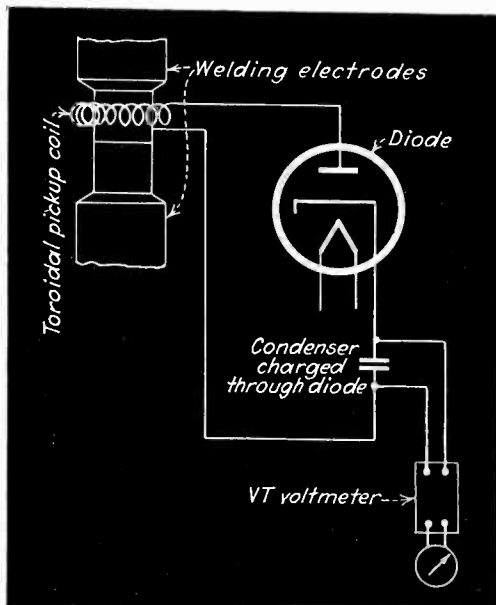 Welding electrodes
Toroidal pickup coil
Diode
Condenser
charged
through diode
VT voltmeter